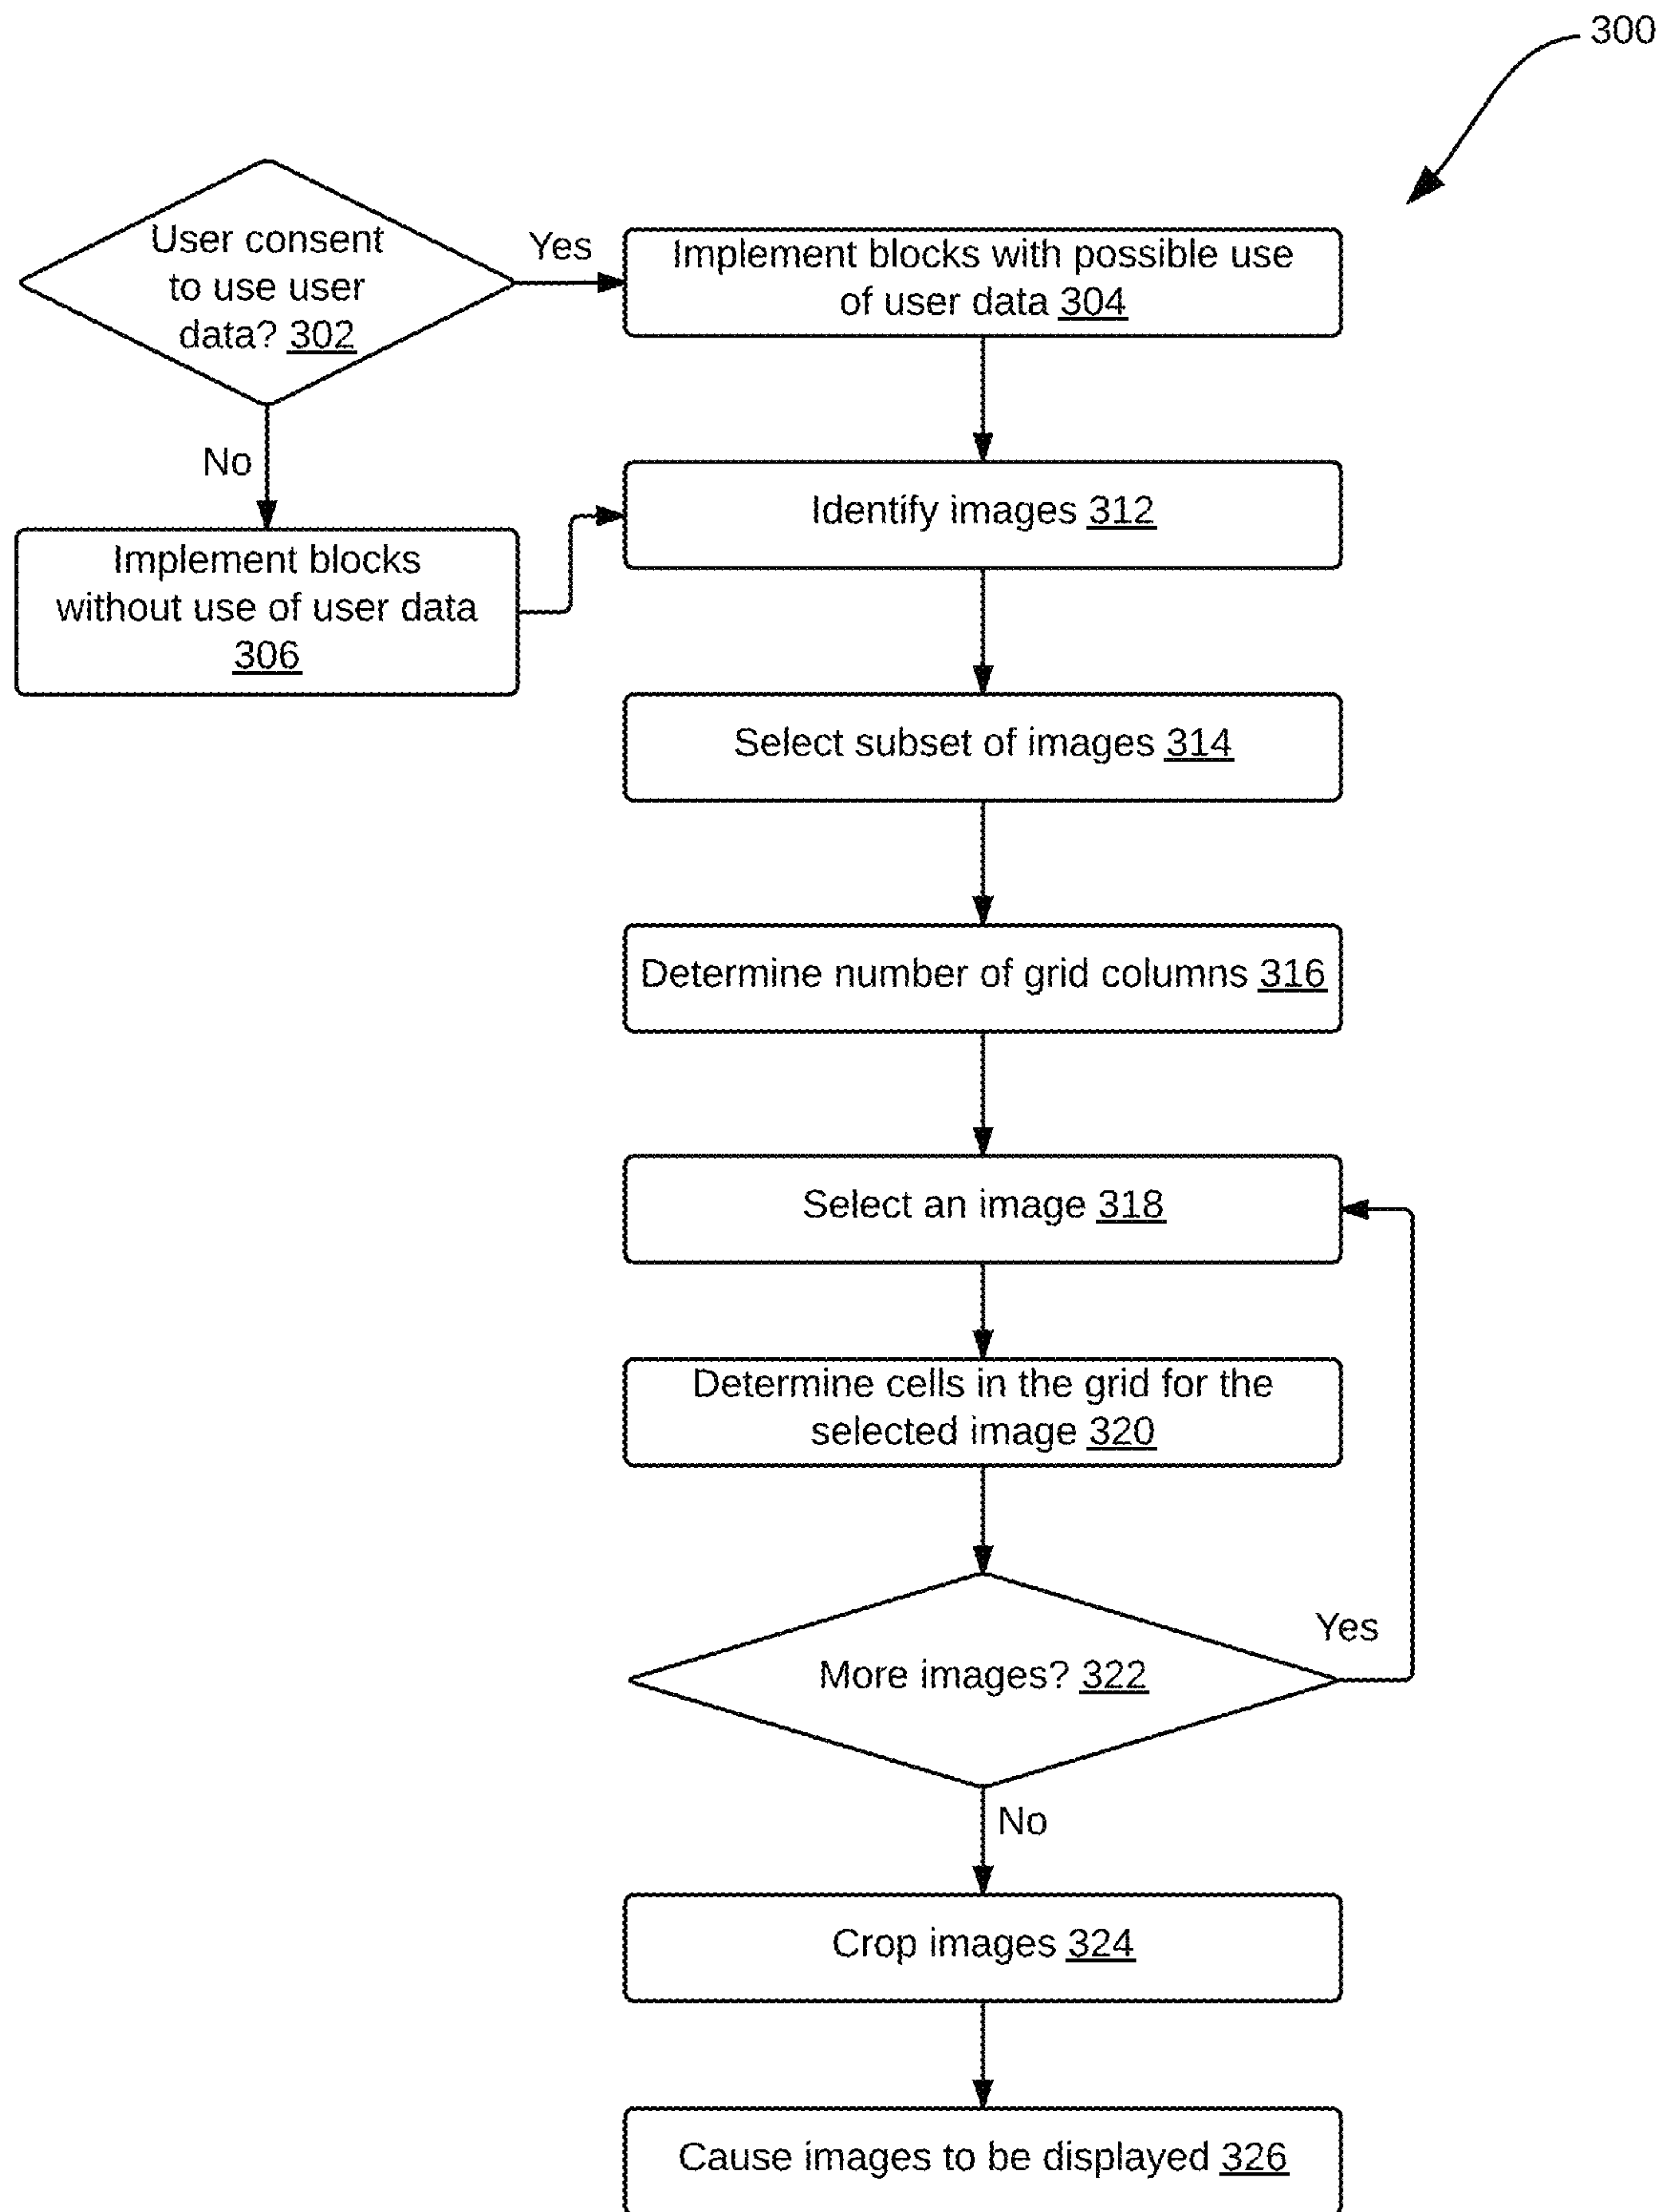 300
User consent
to use user
data? 302
Yes
Implement blocks with possible use
of user data 304
No
Implement blocks
without use of user data
306
Identify images 312
Select subset of images 314
Determine number of grid columns 316
Select an image 318
Determine cells in the grid for the
selected image 320
More images? 322
Yes
No
Crop images 324
Cause images to be displayed 326